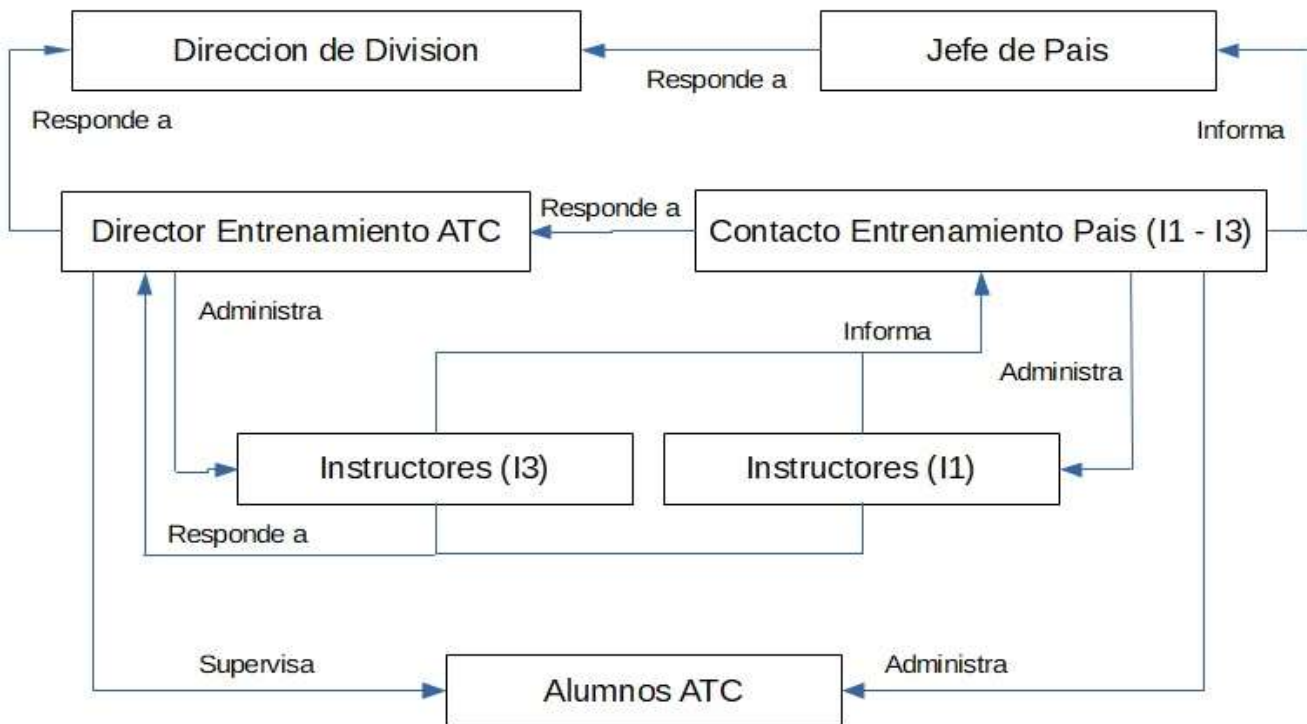 Direccion de Division
Jefe de Pais
Responde a
Responde a
Informa
Director Entrenamiento ATC
Responde a
Contacto Entrenamiento Pais (I1 - I3)
Administra
Informa
Administra
Instructores (I3)
Instructores (I1)
Responde a
Supervisa
Administra
Alumnos ATC